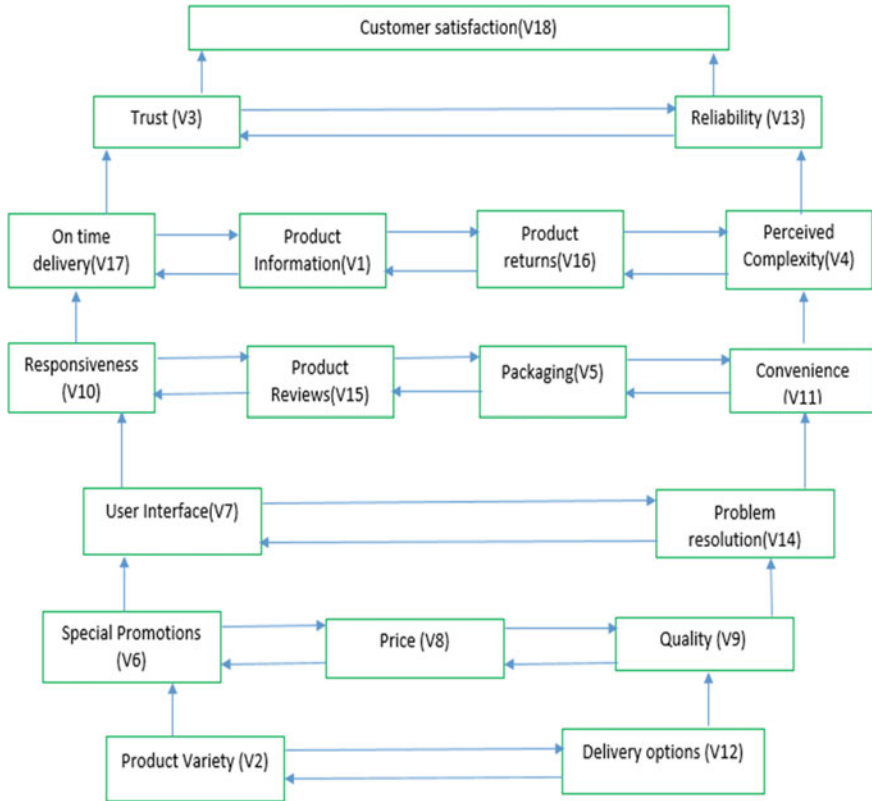 Customer satisfaction(V18)
Trust (V3)
Reliability (V13)
On time
delivery(V17)
Product
Information(V1)
Product
returns(V16)
Perceived
Complexity(V4)
Responsiveness
(V10)
Product
Reviews(V15)
Packaging(V5)
Convenience
(V11)
User Interface(V7)
Problem
resolution(V14)
Special Promotions
(V6)
Price (V8)
Quality (V9)
Product Variety (V2)
Delivery options (V12)